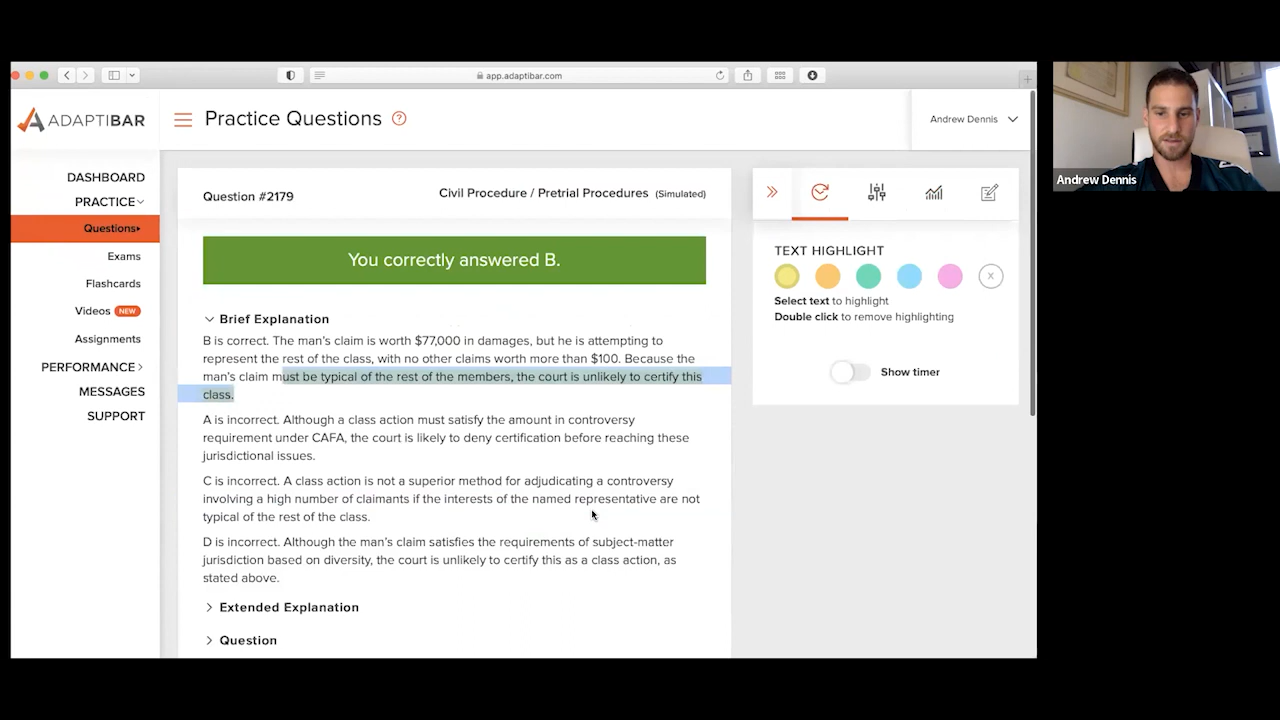 app.adaptibar.com
ADAPTIBAR
Practice Questions ?
Andrew Dennis
DASHBOARD
PRACTICE
Questions
Exams
Flashcards
Videos NEW
Assignments
PERFORMANCE
MESSAGES
SUPPORT
Question #2179
Civil Procedure / Pretrial Procedures (Simulated)
You correctly answered B.
Brief Explanation
B is correct. The man's claim is worth $77,000 in damages, but he is attempting to
represent the rest of the class, with no other claims worth more than $100. Because the
man's claim must be typical of the rest of the members, the court is unlikely to certify this
class.
A is incorrect. Although a class action must satisfy the amount in controversy
requirement under CAFA, the court is likely to deny certification before reaching these
jurisdictional issues.
C is incorrect. A class action is not a superior method for adjudicating a controversy
involving a high number of claimants if the interests of the named representative are not
typical of the rest of the class.
D is incorrect. Although the man's claim satisfies the requirements of subject-matter
jurisdiction based on diversity, the court is unlikely to certify this as a class action, as
stated above.
Extended Explanation
Question
TEXT HIGHLIGHT
X
Select text to highlight
Double click to remove highlighting
Show timer
Andrew Dennis